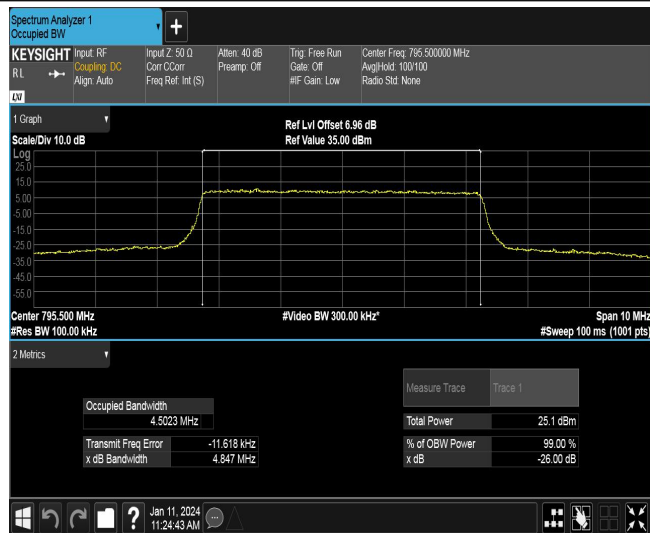 Spectrum Analyzer 1
Occupied BW
+
KEYSIGHT Input: RF Input Z: 50 Ω Atten: 40 dB Trig: Free Run Center Freq: 795.500000 MHz
RL Coupling: DC Corr CCorr Preamp: Off Gate: Off Avg|Hold: 100/100
Align: Auto Freq Ref: Int (S) #IF Gain: Low Radio Std: None
LXI
1 Graph
Ref Lvl Offset 6.96 dB
Scale/Div 10.0 dB Ref Value 35.00 dBm
Log
25.0
15.0
5.00
-5.00
-15.0
-25.0
-35.0
-45.0
-55.0
Center 795.500 MHz #Video BW 300.00 kHz* Span 10 MHz
#Res BW 100.00 kHz #Sweep 100 ms (1001 pts)
2 Metrics
Measure Trace Trace 1
Occupied Bandwidth
4.5023 MHz Total Power 25.1 dBm
Transmit Freq Error -11.618 kHz % of OBW Power 99.00 %
x dB Bandwidth 4.847 MHz x dB -26.00 dB
? Jan 11, 2024
11:24:43 AM